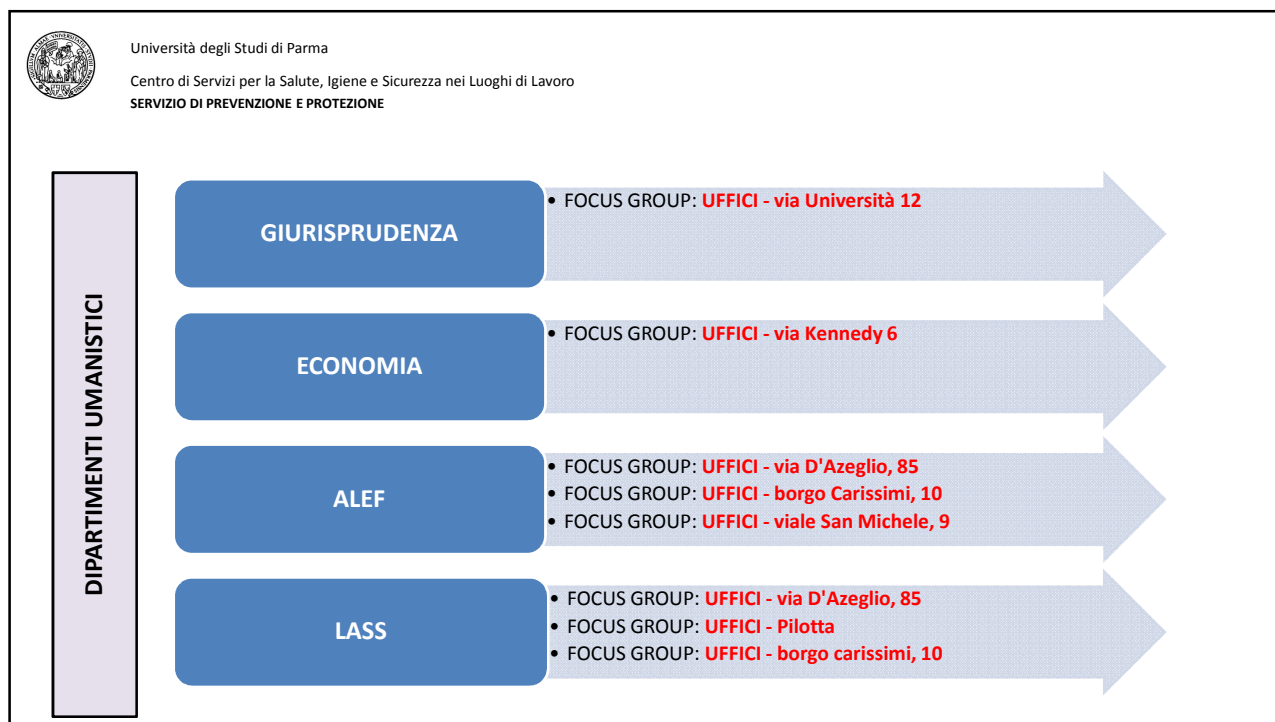 Università degli Studi di Parma
Centro di Servizi per la Salute, Igiene e Sicurezza nei Luoghi di Lavoro
SERVIZIO DI PREVENZIONE E PROTEZIONE
DIPARTIMENTI UMANISTICI
GIURISPRUDENZA
• FOCUS GROUP: UFFICI - via Università 12
ECONOMIA
• FOCUS GROUP: UFFICI - via Kennedy 6
ALEF
• FOCUS GROUP: UFFICI - via D'Azeglio, 85
• FOCUS GROUP: UFFICI - borgo Carissimi, 10
• FOCUS GROUP: UFFICI - viale San Michele, 9
LASS
• FOCUS GROUP: UFFICI - via D'Azeglio, 85
• FOCUS GROUP: UFFICI - Pilotta
• FOCUS GROUP: UFFICI - borgo carissimi, 10